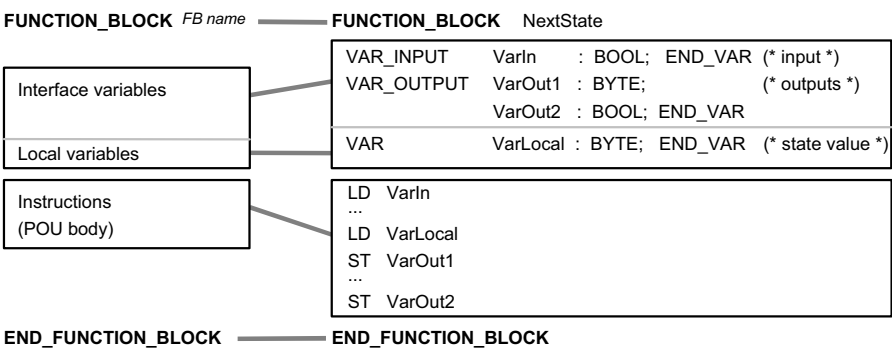 FUNCTION_BLOCK FB name FUNCTION_BLOCK NextState
VAR_INPUT VarIn : BOOL; END_VAR (* input *)
Interface variables VAR_OUTPUT VarOut1 : BYTE; (* outputs *)
VarOut2 : BOOL; END_VAR
Local variables VAR VarLocal : BYTE; END_VAR (* state value *)
Instructions LD VarIn
...
(POU body) LD VarLocal
ST VarOut1
...
ST VarOut2
END_FUNCTION_BLOCK END_FUNCTION_BLOCK